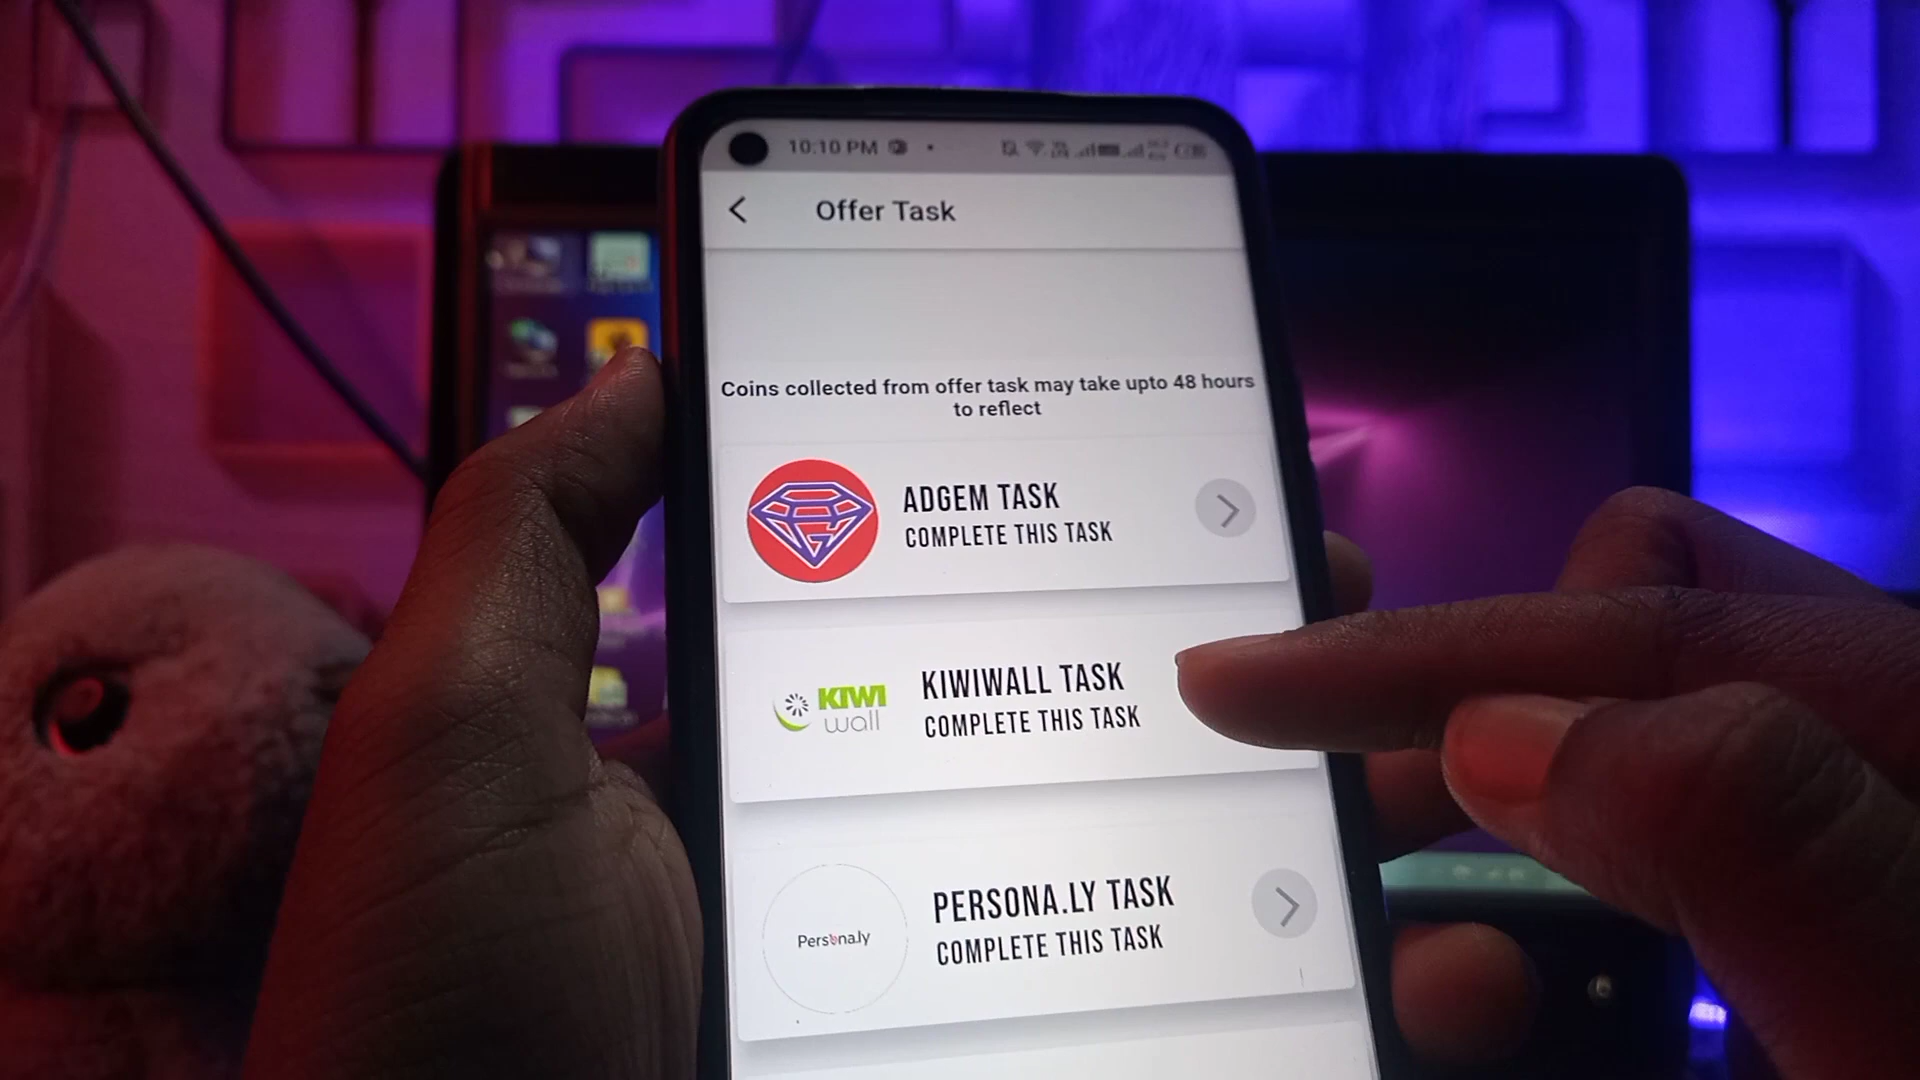 10:10 PM
Offer Task
Coins collected from offer task may take upto 48 hours
to reflect
ADGEM TASK
COMPLETE THIS TASK
KIWI
wall
KIWIWALL TASK
COMPLETE THIS TASK
Persona.ly
PERSONA.LY TASK
COMPLETE THIS TASK